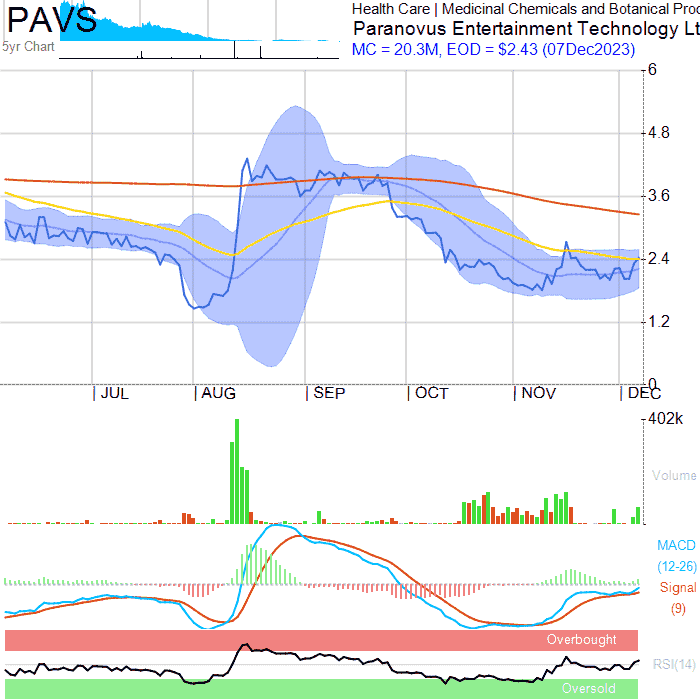 PAVS
5yr Chart
Health Care | Medicinal Chemicals and Botanical Prod
Paranovus Entertainment Technology Lt
MC = 20.3M, EOD = $2.43 (07Dec2023)
6
4.8
3.6
2.4
1.2
0
JUL AUG SEP OCT NOV DEC
402k
Volume
MACD
(12-26)
Signal
(9)
Overbought
RSI(14)
Oversold